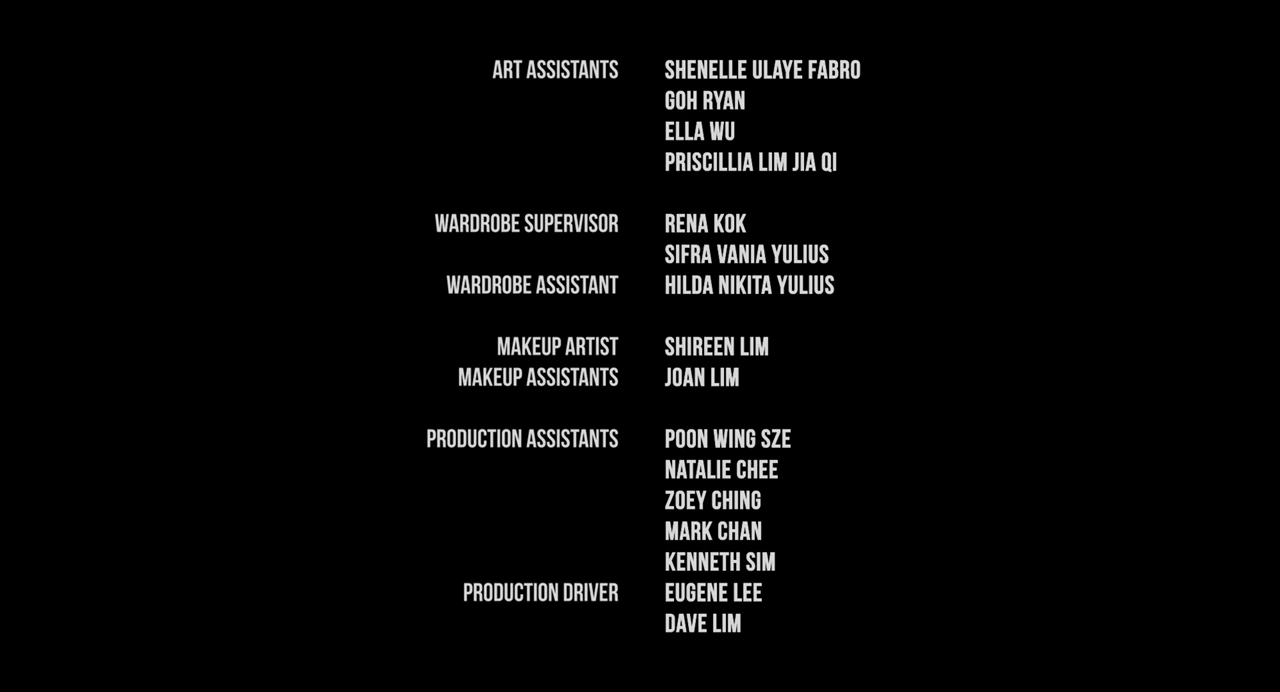 ART ASSISTANTS SHENELLE ULAYE FABRO
GOH RYAN
ELLA WU
PRISCILLIA LIM JIA QI
WARDROBE SUPERVISOR RENA KOK
SIFRA VANIA YULIUS
WARDROBE ASSISTANT HILDA NIKITA YULIUS
MAKEUP ARTIST SHIREEN LIM
MAKEUP ASSISTANTS JOAN LIM
PRODUCTION ASSISTANTS POON WING SZE
NATALIE CHEE
ZOEY CHING
MARK CHAN
KENNETH SIM
PRODUCTION DRIVER EUGENE LEE
DAVE LIM